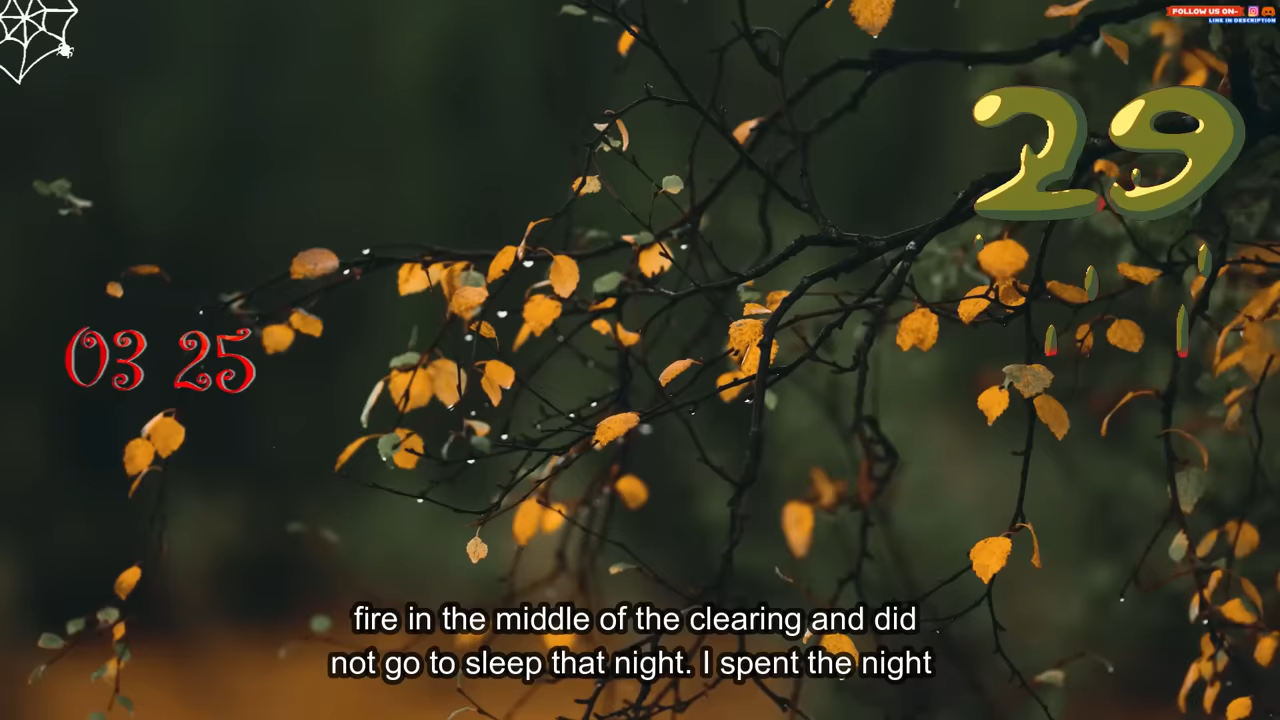 FOLLOW US ON-
LINK IN DESCRIPTION
29
03 25
fire in the middle of the clearing and did
not go to sleep that night. I spent the night